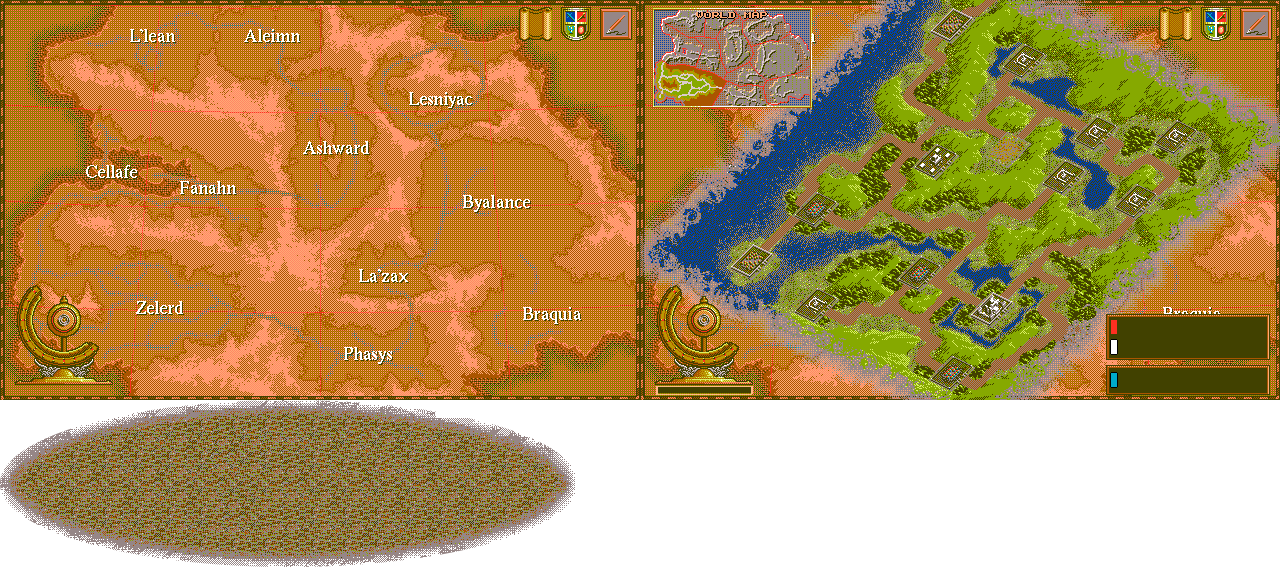 L'lean
Aleimn
Lesniyac
Ashward
Cellafe
Fanahn
Byalance
La'zax
Zelerd
Braquia
Phasys
WORLD MAP